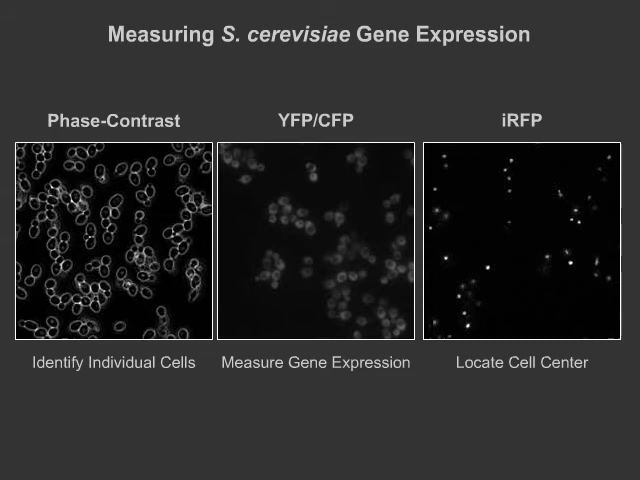 Measuring S. cerevisiae Gene Expression
Phase-Contrast YFP/CFP iRFP
Identify Individual Cells Measure Gene Expression Locate Cell Center